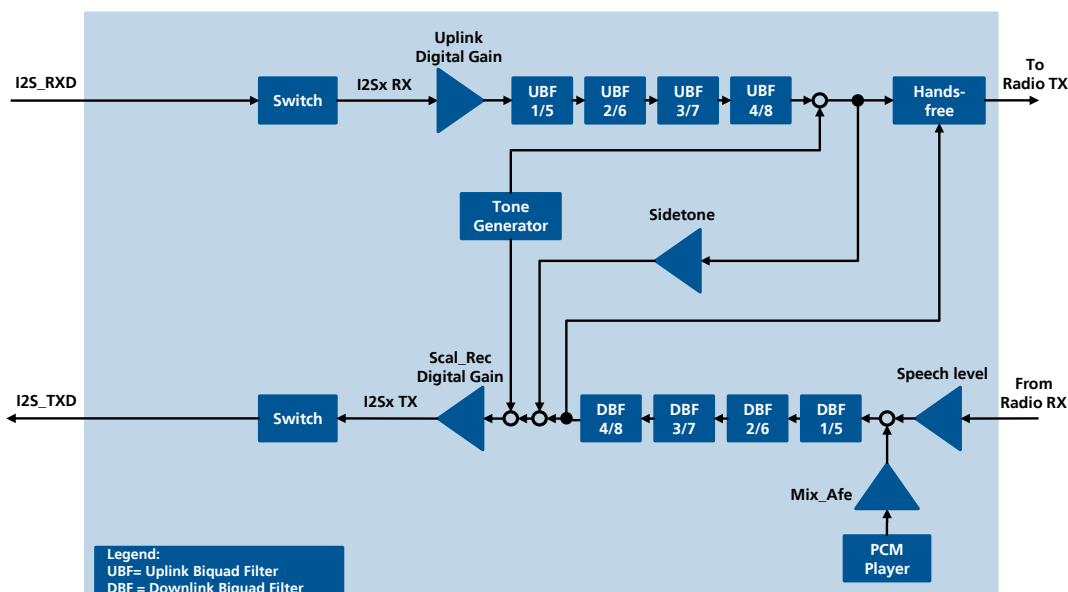 Uplink
Digital Gain
To
Radio TX
I2S_RXD
I2Sx RX
Switch
UBF
1/5
UBF
2/6
UBF
3/7
UBF
4/8
Hands-
free
Tone
Generator
Sidetone
Scal_Rec
Digital Gain
Speech level
From
Radio RX
I2S_TXD
I2Sx TX
Switch
DBF
4/8
DBF
3/7
DBF
2/6
DBF
1/5
Mix_Afe
PCM
Player
Legend:
UBF= Uplink Biquad Filter
DBF = Downlink Biquad Filter